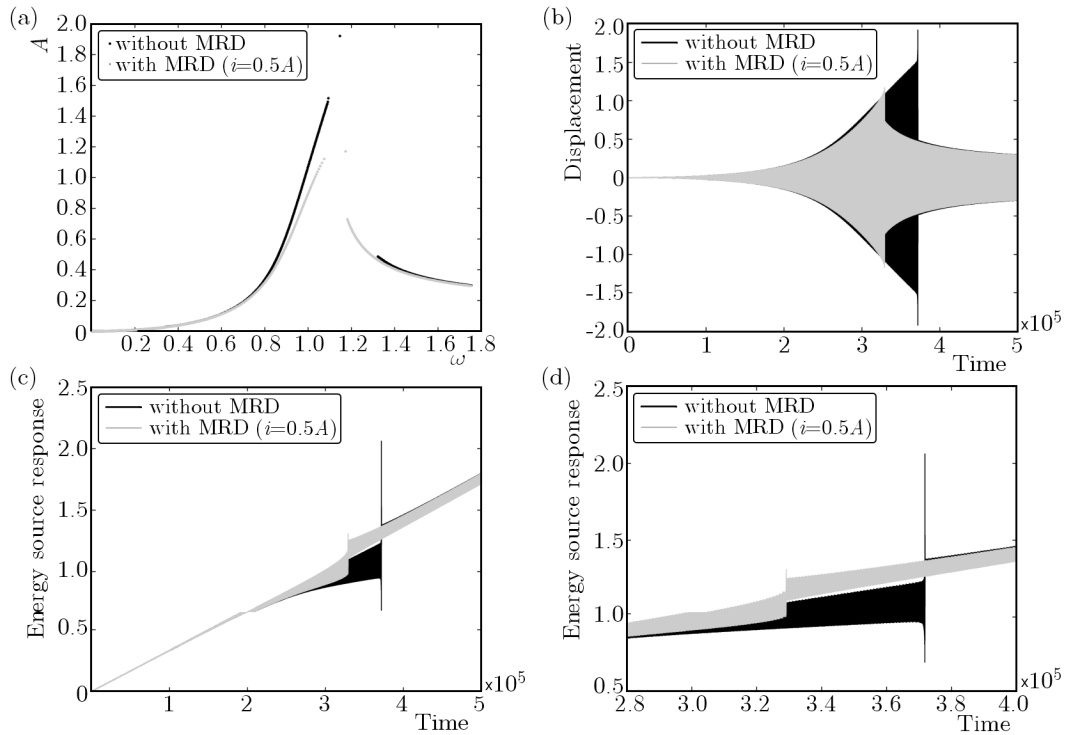 (a)
A
2.0
1.8
1.6
1.4
1.2
1.0
0.8
0.6
0.4
0.2
0
without MRD
with MRD (i=0.5A)
0.2 0.4 0.6 0.8 1.0 1.2 1.4 1.6 1.8
ω
(b)
Displacement
2.0
1.5
1.0
0.5
0
-0.5
-1.0
-1.5
-2.0
without MRD
with MRD (i=0.5A)
0 1 2 3 4 5
×10⁵
Time
(c)
Energy source response
2.5
2.0
1.5
1.0
0.5
0
without MRD
with MRD (i=0.5A)
1 2 3 4 5
×10⁵
Time
(d)
Energy source response
2.5
2.0
1.5
1.0
0.5
without MRD
with MRD (i=0.5A)
2.8 3.0 3.2 3.4 3.6 3.8 4.0
×10⁵
Time